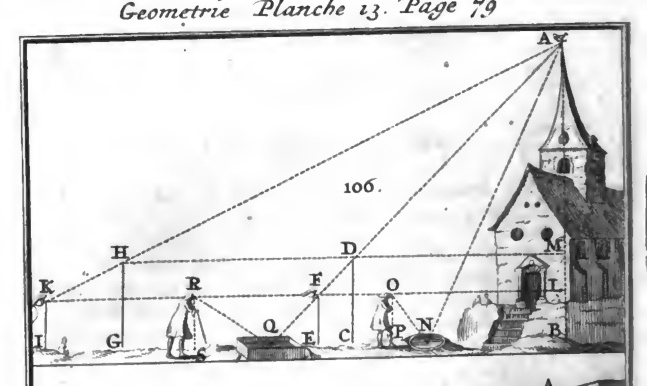 Geometrie Planche 13. Page 79
A
106.
H D M
K R F O L
I G S Q E C P N B
A